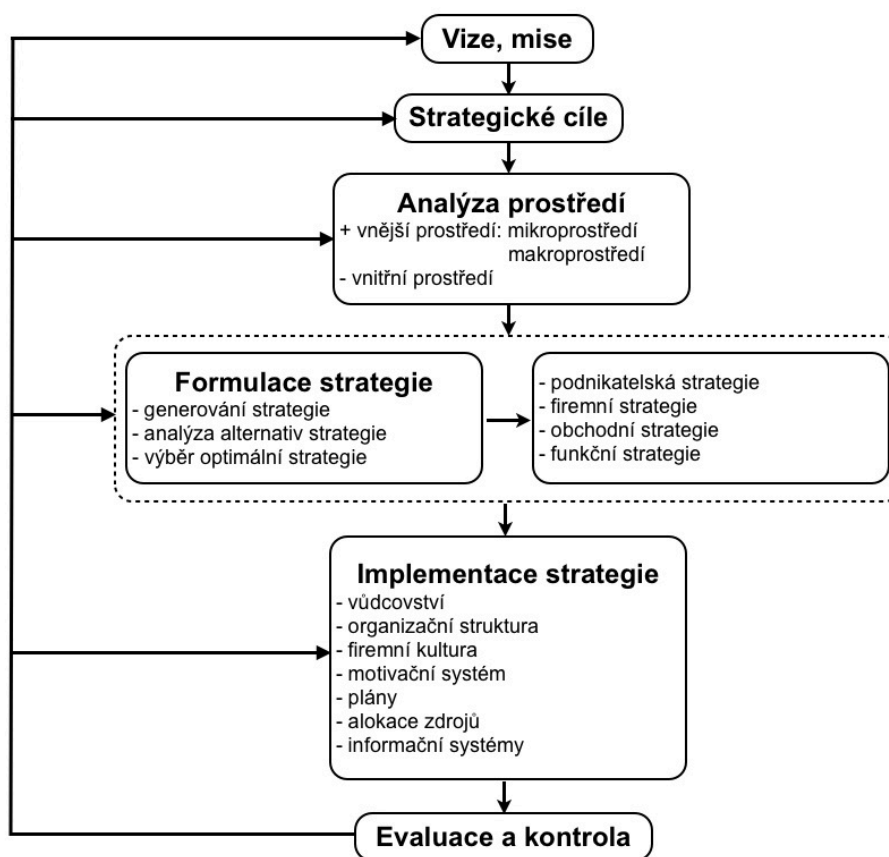 Vize, mise
Strategické cíle
Analýza prostředí
+ vnější prostředí: mikroprostředí
makroprostředí
- vnitřní prostředí
Formulace strategie
- generování strategie
- analýza alternativ strategie
- výběr optimální strategie
- podnikatelská strategie
- firemní strategie
- obchodní strategie
- funkční strategie
Implementace strategie
- vůdcovství
- organizační struktura
- firemní kultura
- motivační systém
- plány
- alokace zdrojů
- informační systémy
Evaluace a kontrola